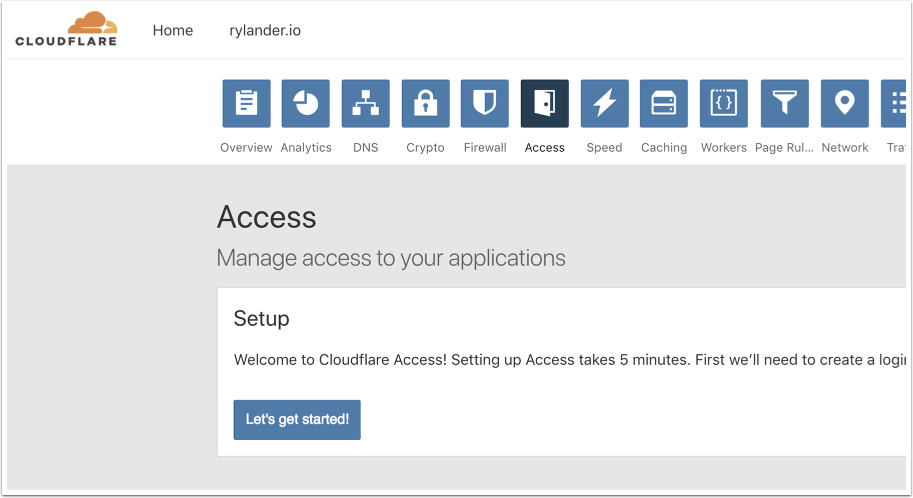 CLOUDFLARE Home rylander.io
Overview Analytics DNS Crypto Firewall Access Speed Caching Workers Page Rul... Network
Access
Manage access to your applications
Setup
Welcome to Cloudflare Access! Setting up Access takes 5 minutes. First we'll need to create a
Let's get started!